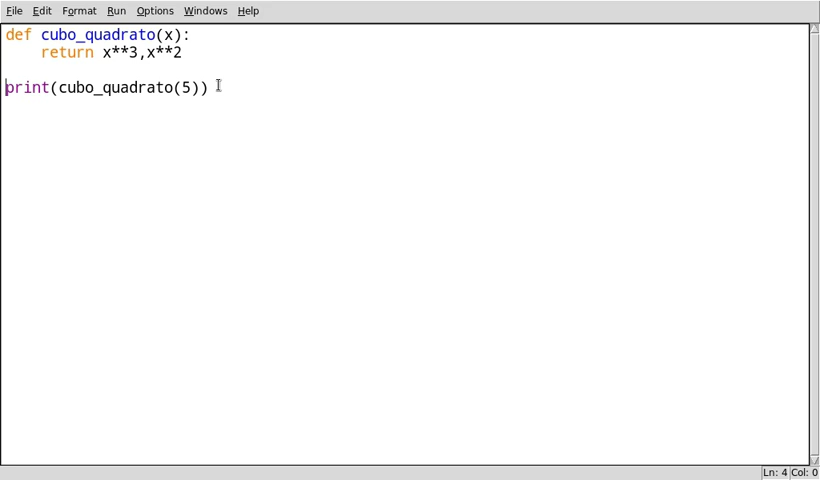 File Edit Format Run Options Windows Help
def cubo_quadrato(x):
    return x**3,x**2

print(cubo_quadrato(5))
Ln: 4 Col: 0